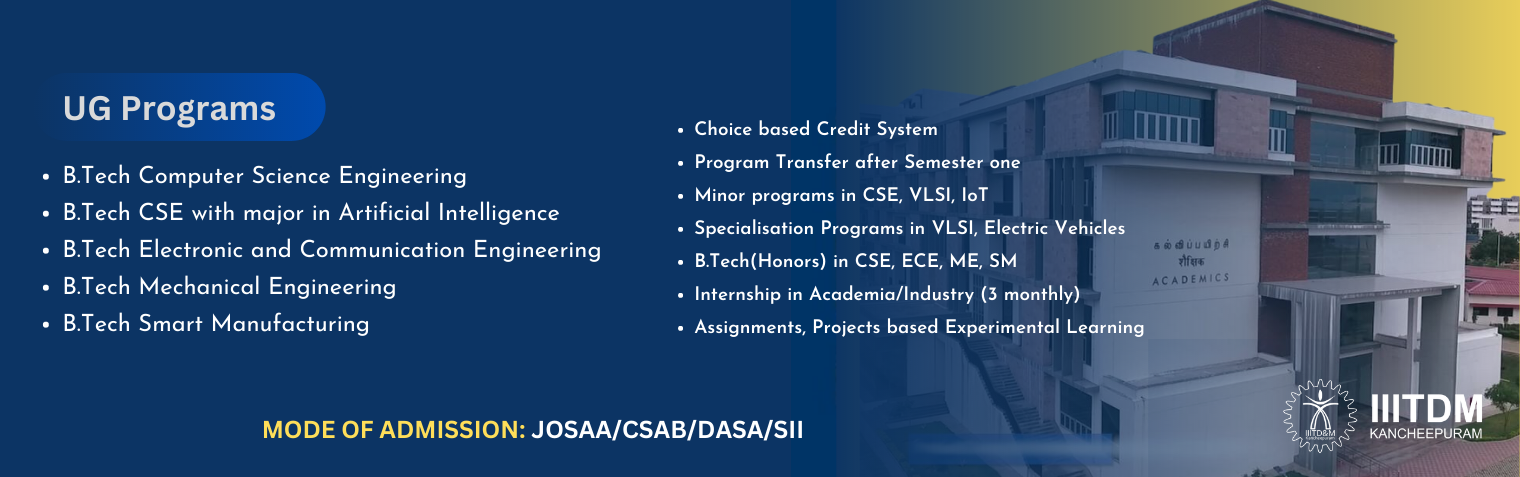 UG Programs
B.Tech Computer Science Engineering
B.Tech CSE with major in Artificial Intelligence
B.Tech Electronic and Communication Engineering
B.Tech Mechanical Engineering
B.Tech Smart Manufacturing
Choice based Credit System
Program Transfer after Semester one
Minor programs in CSE, VLSI, IoT
Specialisation Programs in VLSI, Electric Vehicles
B.Tech(Honors) in CSE, ECE, ME, SM
Internship in Academia/Industry (3 monthly)
Assignments, Projects based Experimental Learning
MODE OF ADMISSION: JOSAA/CSAB/DASA/SII
கல்விப்பயிற்சி
शैक्षिक
ACADEMICS
IIITD&M
Kancheepuram
IIITDM
KANCHEEPURAM